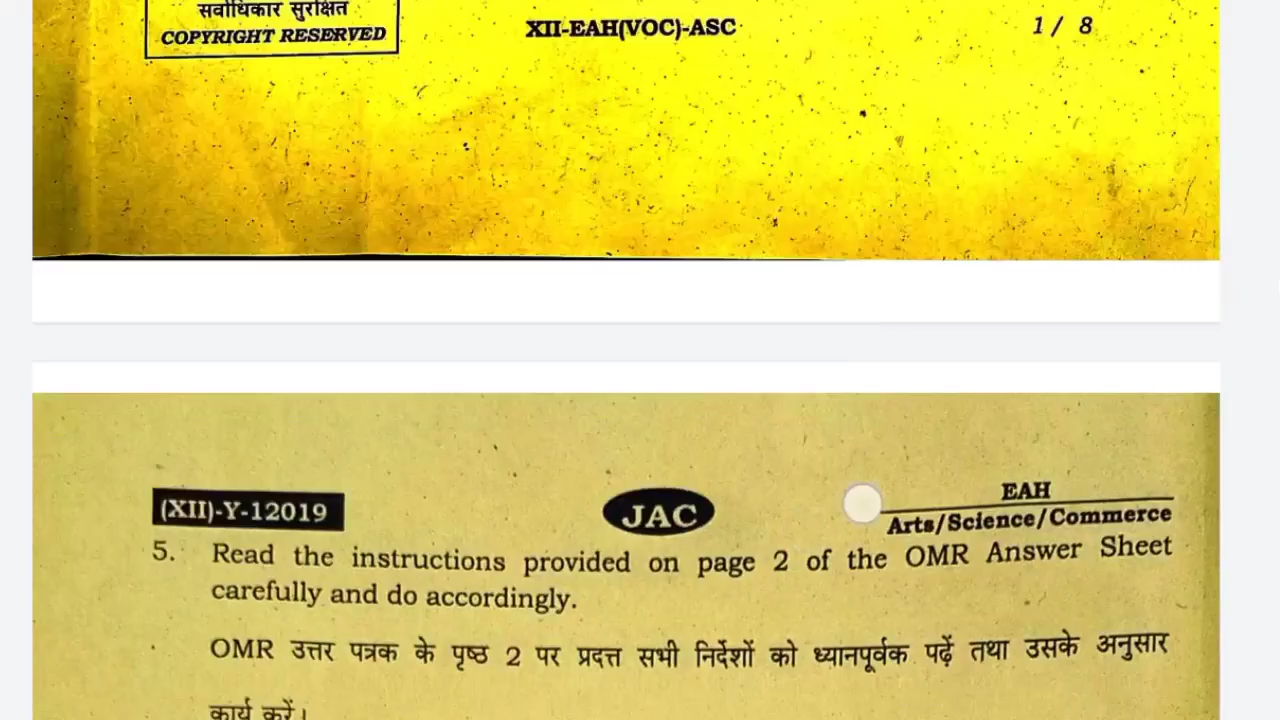 सर्वाधिकार सुरक्षित
COPYRIGHT RESERVED
XII-EAH(VOC)-ASC
1 / 8
(XII)-Y-12019
JAC
EAH
Arts/Science/Commerce
5. Read the instructions provided on page 2 of the OMR Answer Sheet
carefully and do accordingly.
OMR उत्तर पत्रक के पृष्ठ 2 पर प्रदत्त सभी निर्देशों को ध्यानपूर्वक पढ़ें तथा उसके अनुसार
कार्य करें।